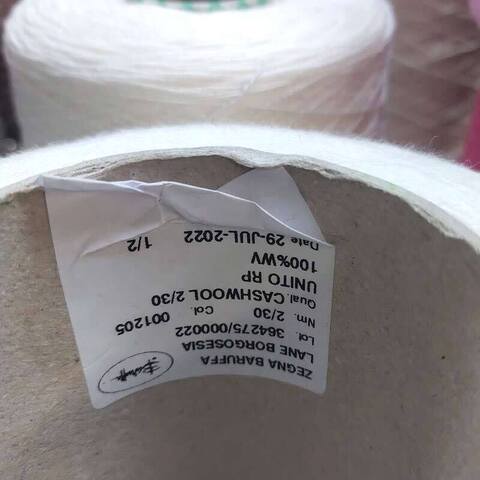 ZEGNA BARUFFA
LANE BORGOSESIA
Lot. 364275/000022
Nm. 2/30 Col. 001205
Qual. CASHWOOL 2/30
UNITO RP
100%WV
Date 29-JUL-2022 1/2